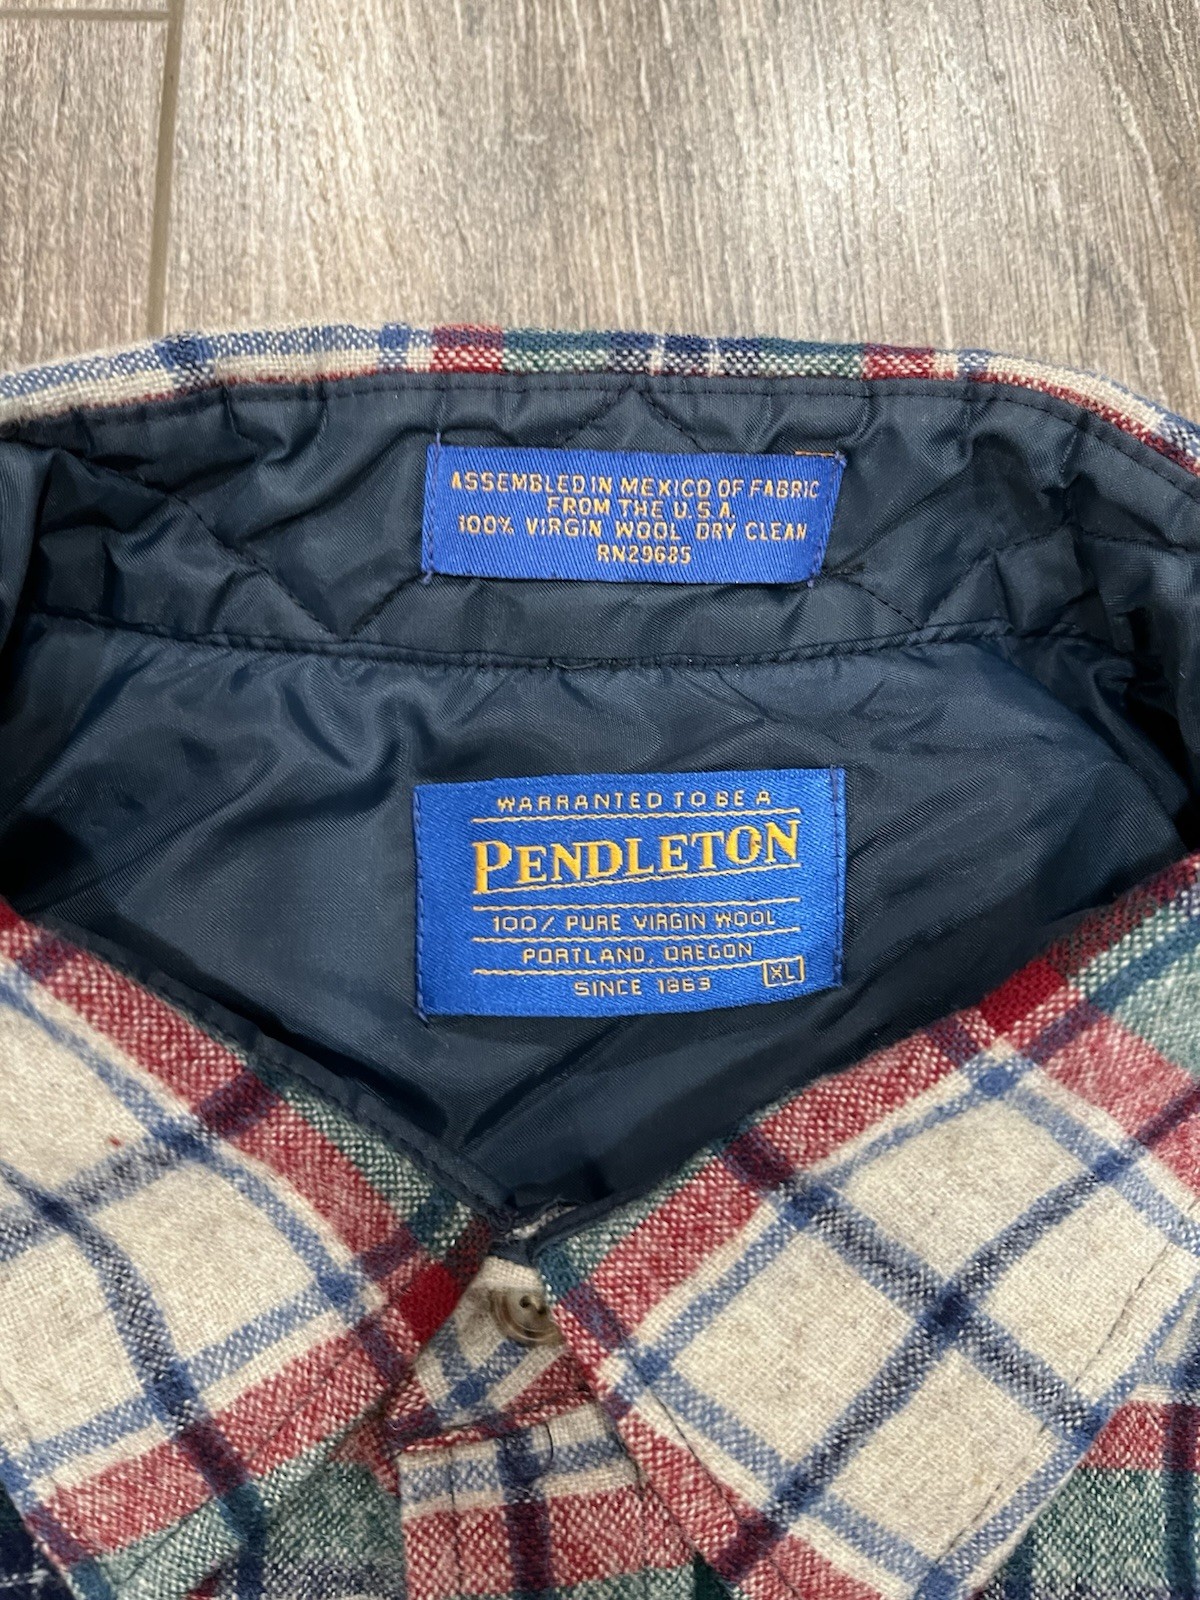 ASSEMBLED IN MEXICO OF FABRIC
FROM THE U.S.A.
100% VIRGIN WOOL DRY CLEAN
RN29685
WARRANTED TO BE A
PENDLETON
100% PURE VIRGIN WOOL
PORTLAND, OREGON
SINCE 1863 XL